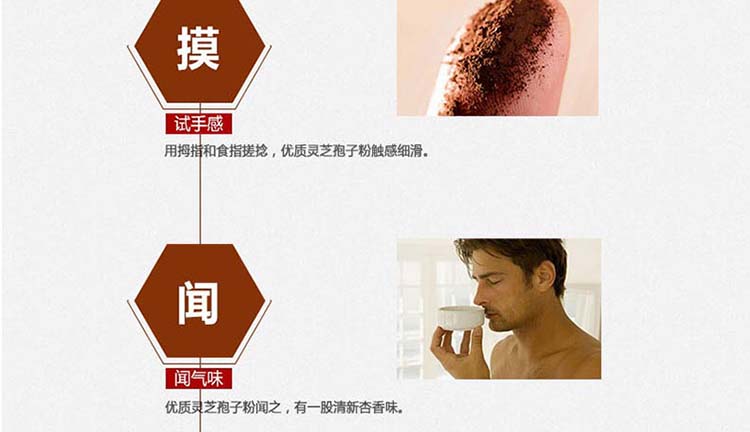 摸
试手感
用拇指和食指搓捻，优质灵芝孢子粉触感细滑。
闻
闻气味
优质灵芝孢子粉闻之，有一股清新杏香味。